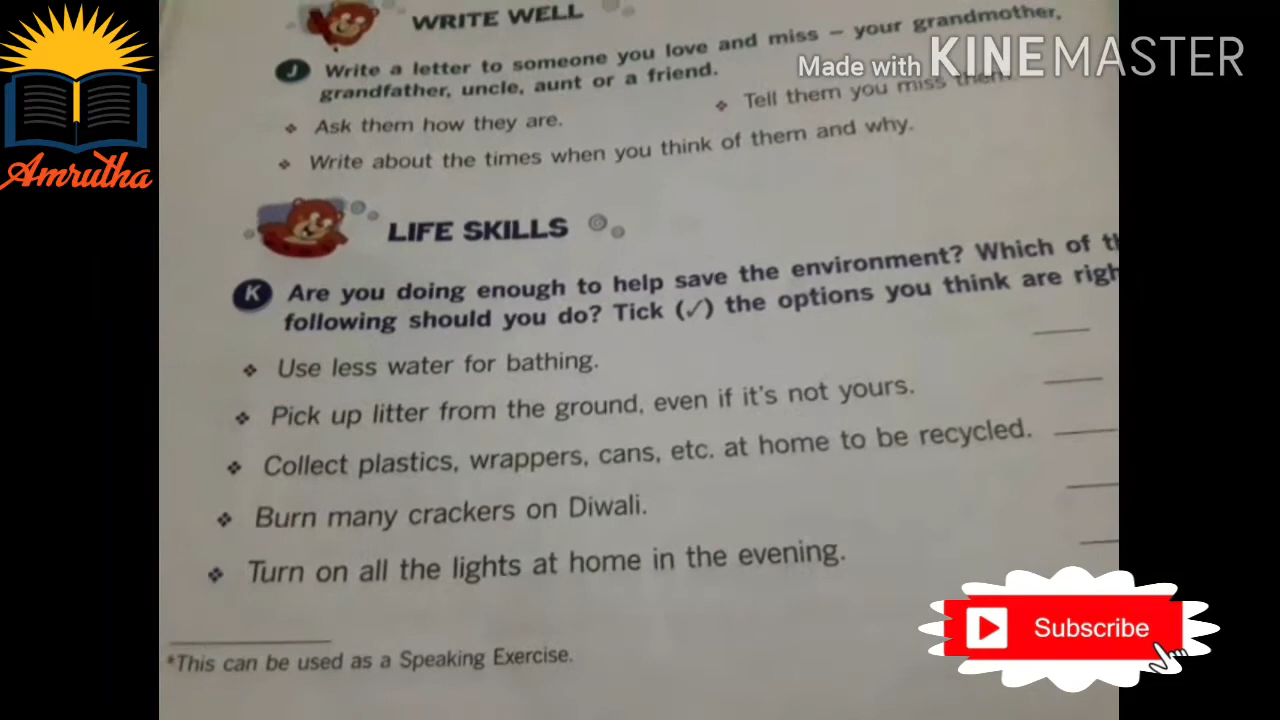 WRITE WELL
J Write a letter to someone you love and miss – your grandmother,
grandfather, uncle, aunt or a friend.
Made with KINEMASTER
❖ Ask them how they are.
❖ Tell them you miss them.
❖ Write about the times when you think of them and why.
Amrutha
LIFE SKILLS
K Are you doing enough to help save the environment? Which of
following should you do? Tick (✓) the options you think are
❖ Use less water for bathing.
❖ Pick up litter from the ground, even if it's not yours.
❖ Collect plastics, wrappers, cans, etc. at home to be recycled.
❖ Burn many crackers on Diwali.
❖ Turn on all the lights at home in the evening.
Subscribe
*This can be used as a Speaking Exercise.